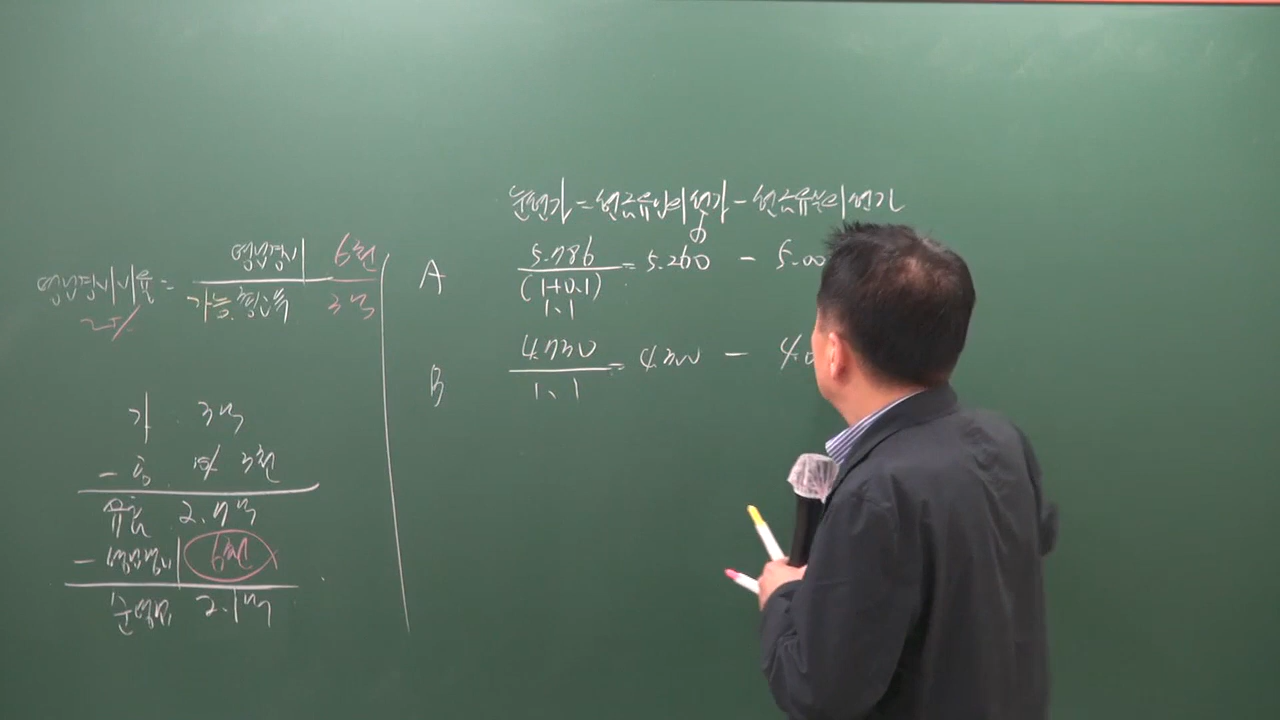 영업경비비율 = 영업경비 6천 / 가능총소득 3억
2T/
가 3억
- 공 10% 3천
유효 2.7억
- 영업경비 6천
순영업 2.1억
순현가 = 현금유입의 현가 - 현금유출의 현가
A 5.786 / (1+0.1) = 5.260 - 5.00
1.1
B 4.730 / 1.1 = 4.300 - 4.0